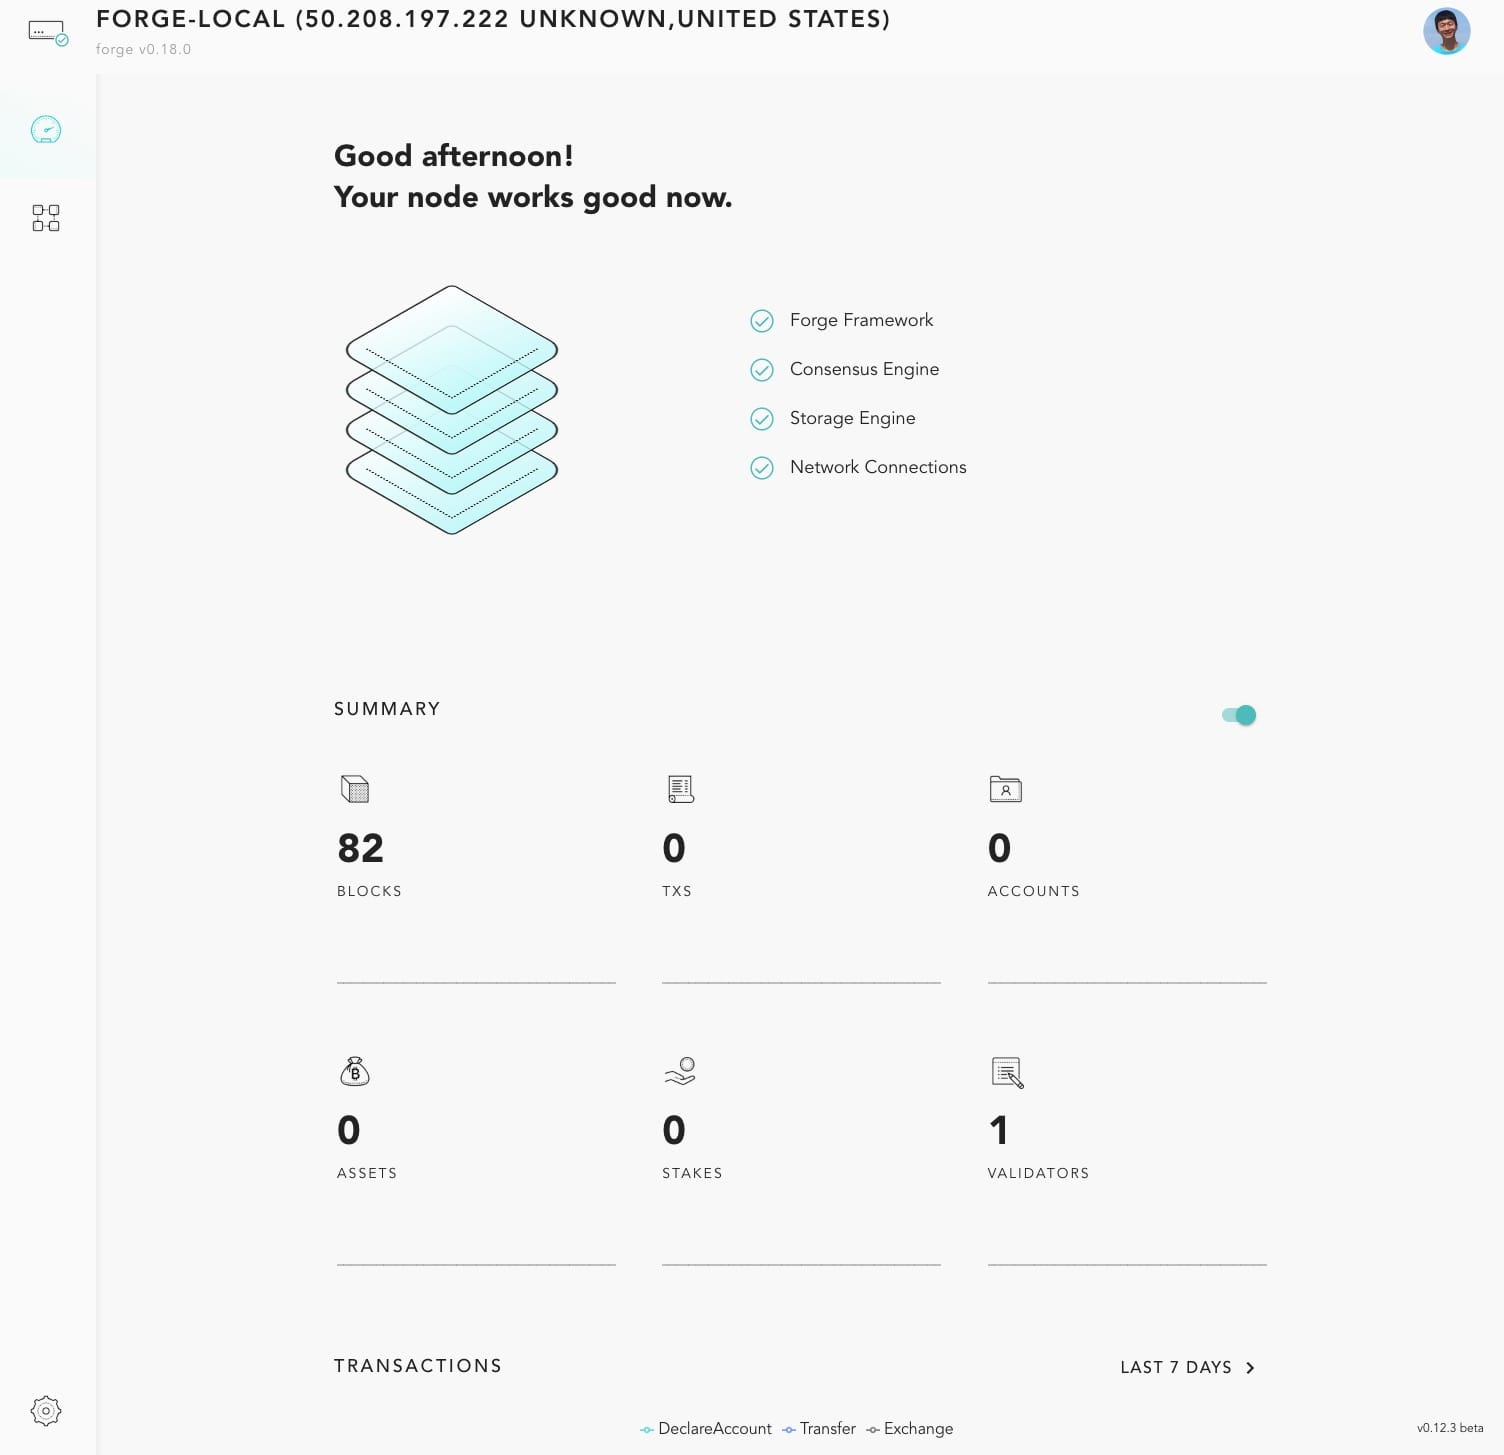 FORGE-LOCAL (50.208.197.222 UNKNOWN,UNITED STATES)
forge v0.18.0
Good afternoon!
Your node works good now.
Forge Framework
Consensus Engine
Storage Engine
Network Connections
SUMMARY
82
BLOCKS
0
TXS
0
ACCOUNTS
0
ASSETS
0
STAKES
1
VALIDATORS
TRANSACTIONS
LAST 7 DAYS
DeclareAccount
Transfer
Exchange
v0.12.3 beta